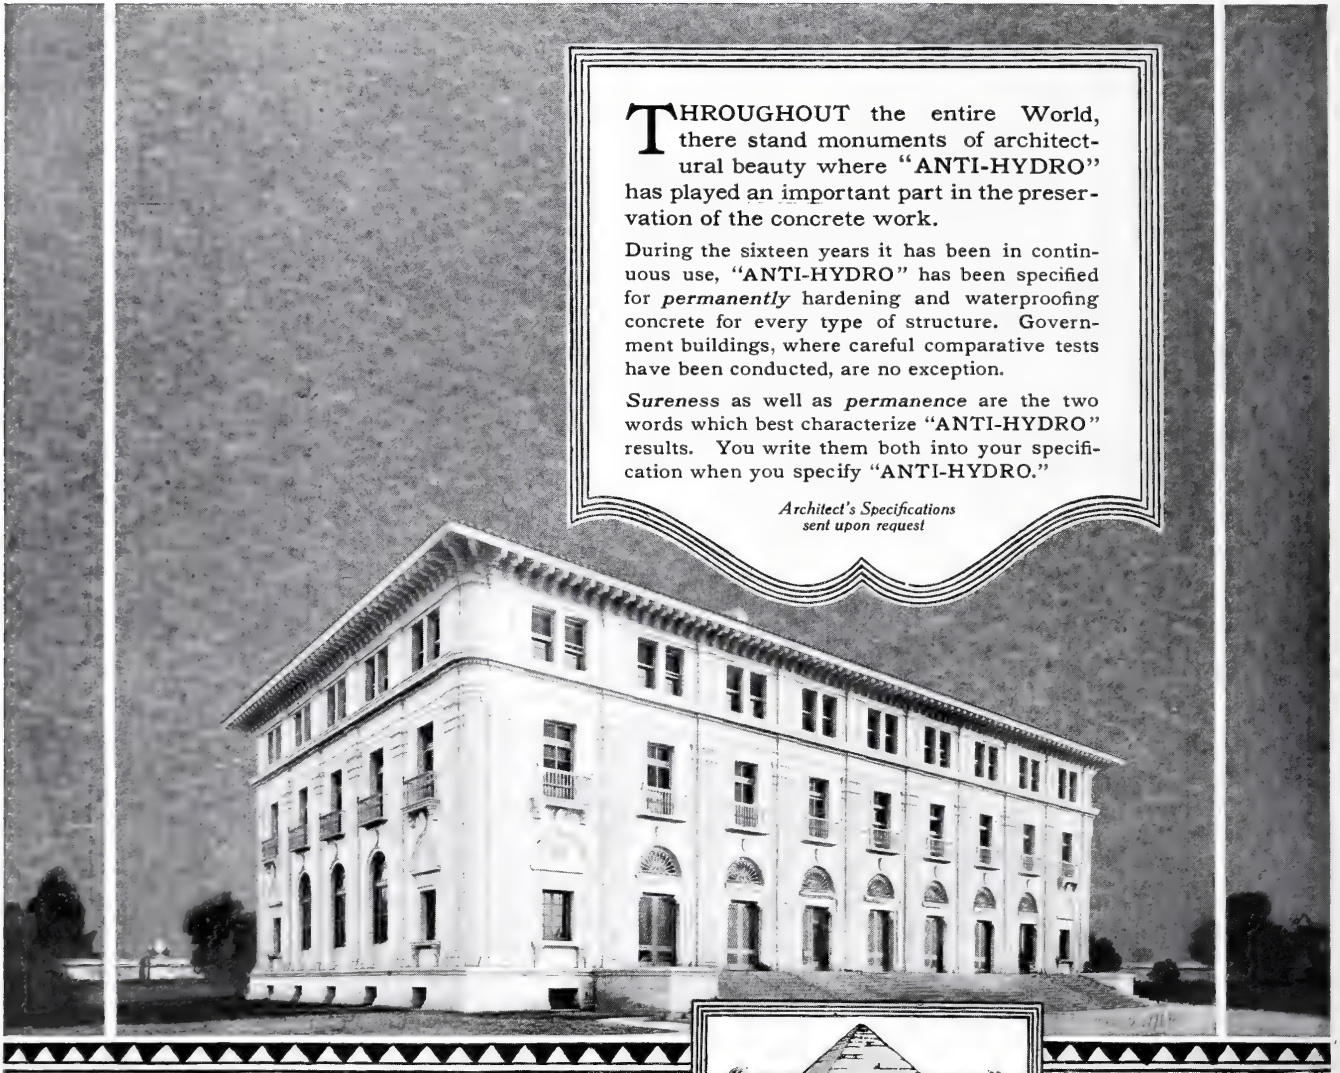 THROUGHOUT the entire World,
there stand monuments of architect-
ural beauty where “ANTI-HYDRO”
has played an important part in the preser-
vation of the concrete work.
During the sixteen years it has been in contin-
uous use, “ANTI-HYDRO” has been specified
for permanently hardening and waterproofing
concrete for every type of structure. Govern-
ment buildings, where careful comparative tests
have been conducted, are no exception.
Sureness as well as permanence are the two
words which best characterize “ANTI-HYDRO”
results. You write them both into your specifi-
cation when you specify “ANTI-HYDRO.”
Architect's Specifications
sent upon request